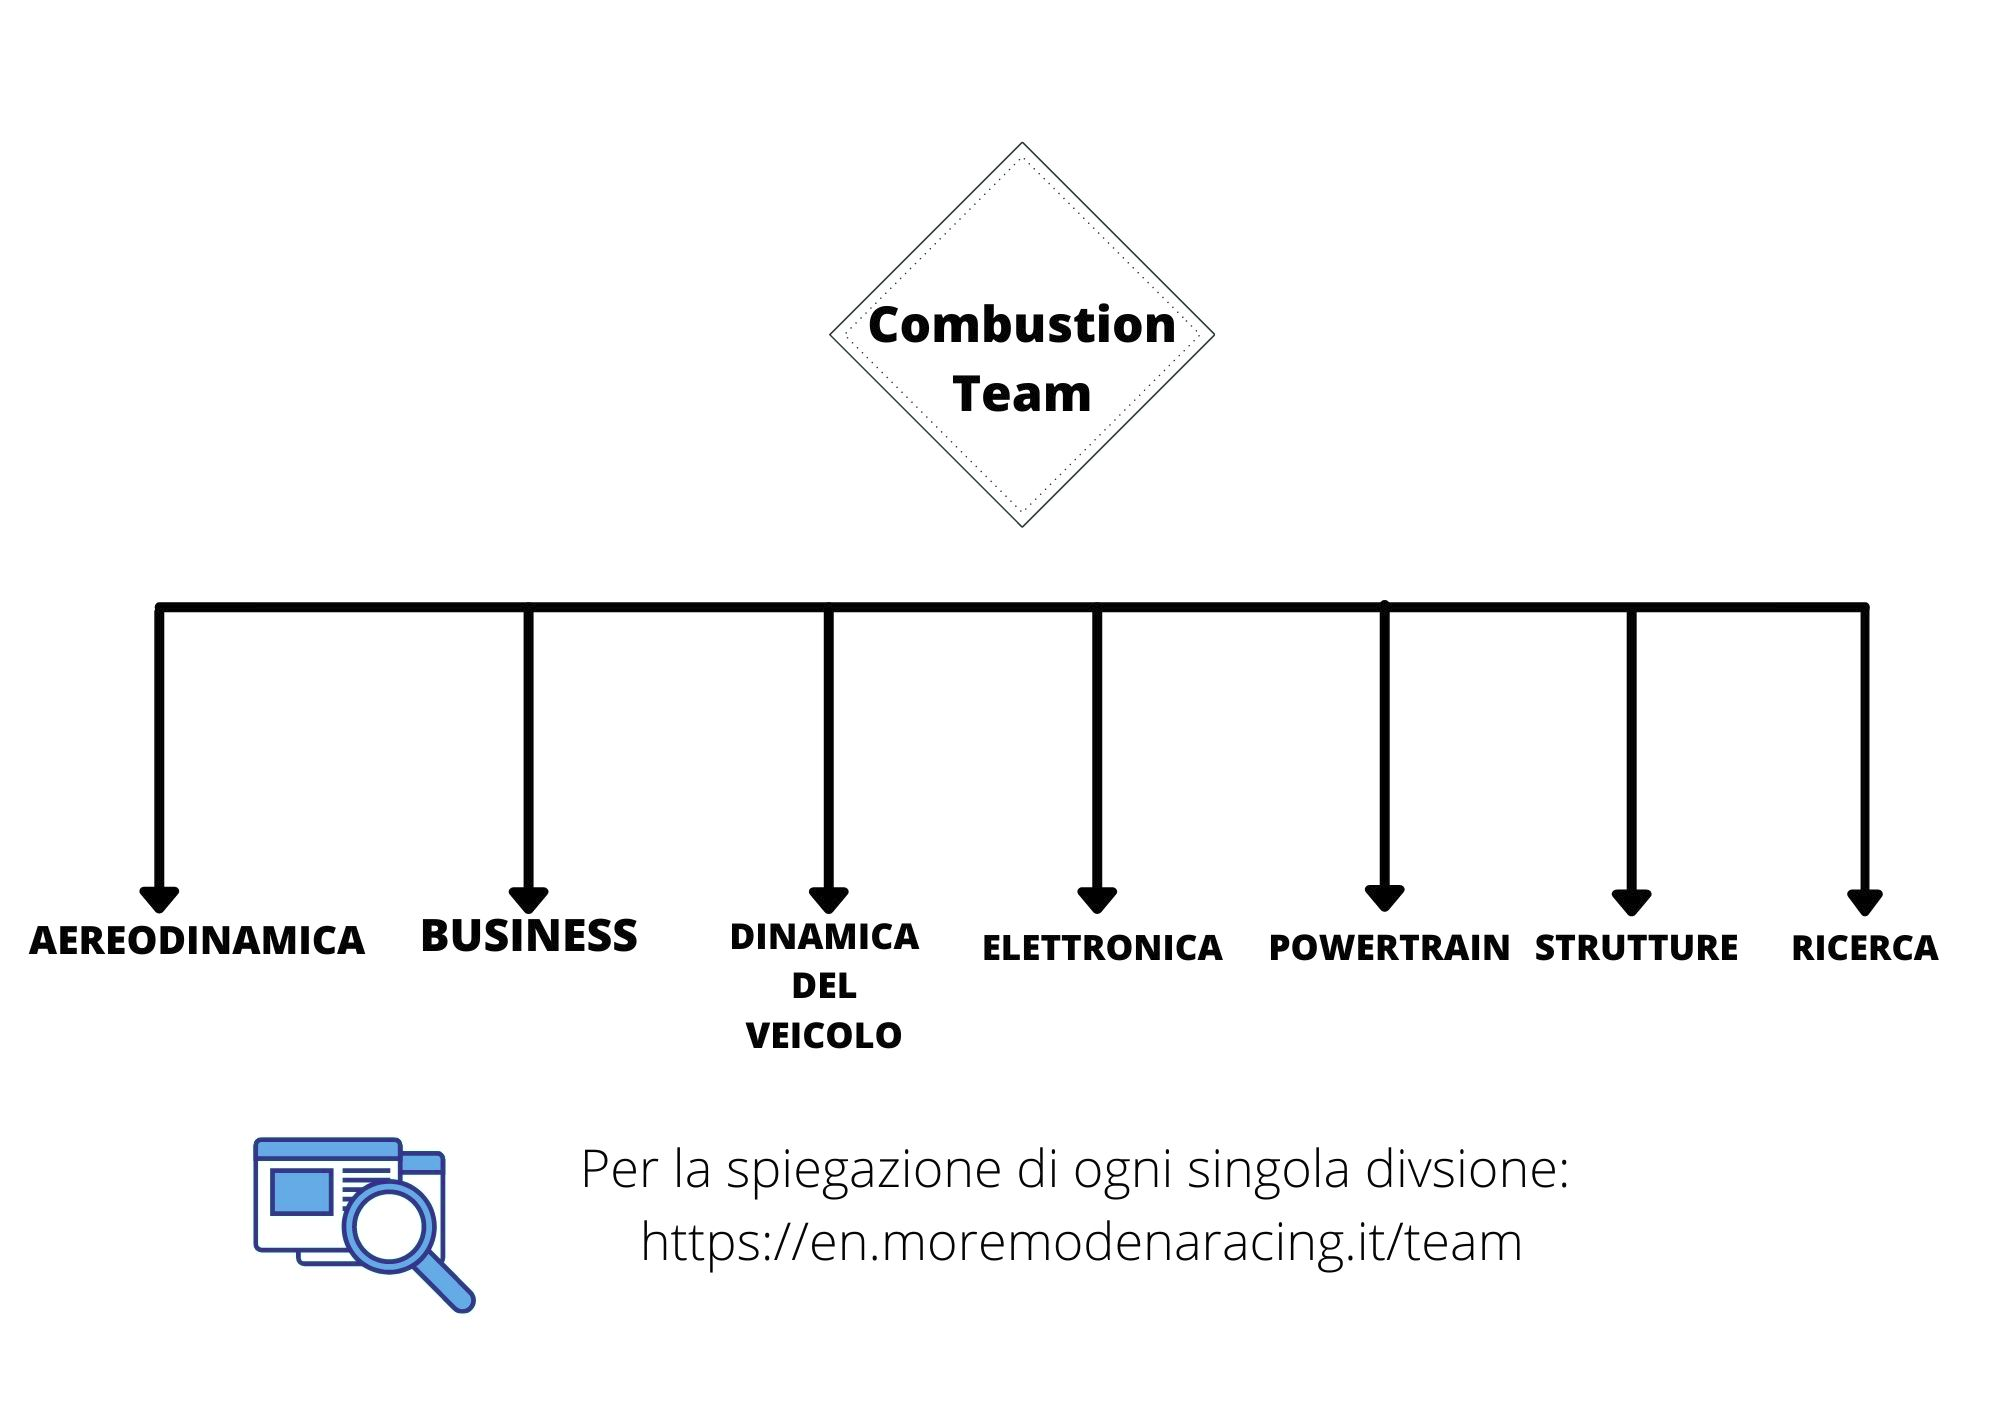 Combustion
Team
AEREODINAMICA
BUSINESS
DINAMICA
DEL
VEICOLO
ELETTRONICA
POWERTRAIN
STRUTTURE
RICERCA
Per la spiegazione di ogni singola divsione:
https://en.moremodenaracing.it/team